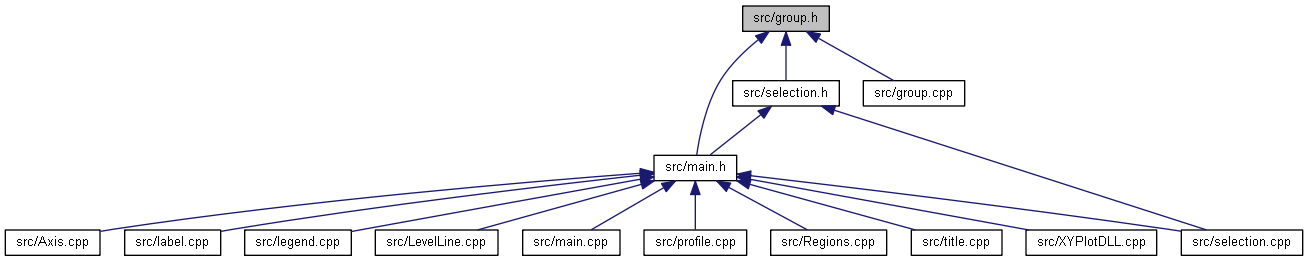 src/group.h
src/selection.h
src/group.cpp
src/main.h
src/Axis.cpp
src/label.cpp
src/legend.cpp
src/LevelLine.cpp
src/main.cpp
src/profile.cpp
src/Regions.cpp
src/title.cpp
src/XYPlotDLL.cpp
src/selection.cpp